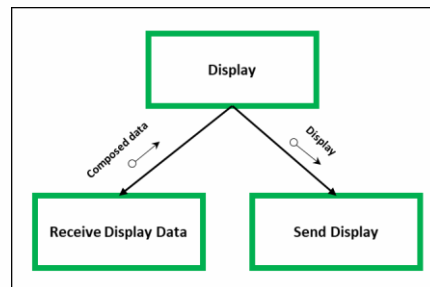 Display
Composed data
Display
Receive Display Data
Send Display